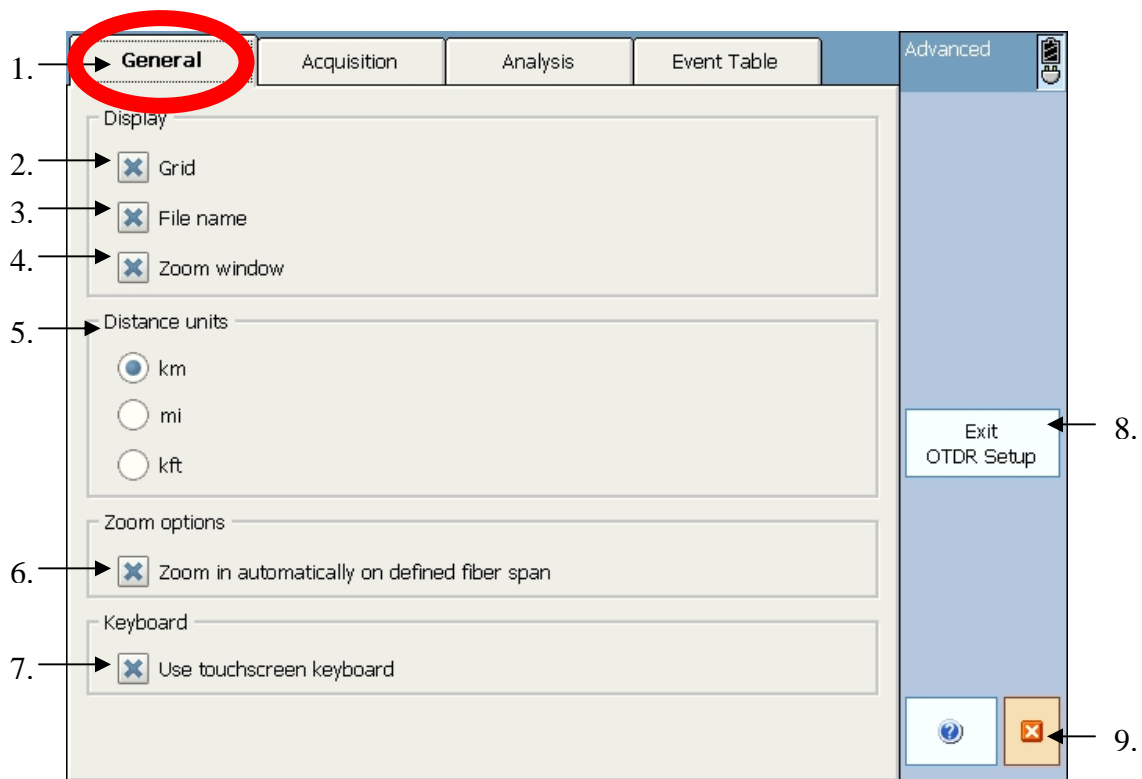 1.
General
Acquisition
Analysis
Event Table
Advanced
Display
2.
Grid
3.
File name
4.
Zoom window
5.
Distance units
km
mi
kft
Exit
OTDR Setup
8.
Zoom options
6.
Zoom in automatically on defined fiber span
Keyboard
7.
Use touchscreen keyboard
?
9.